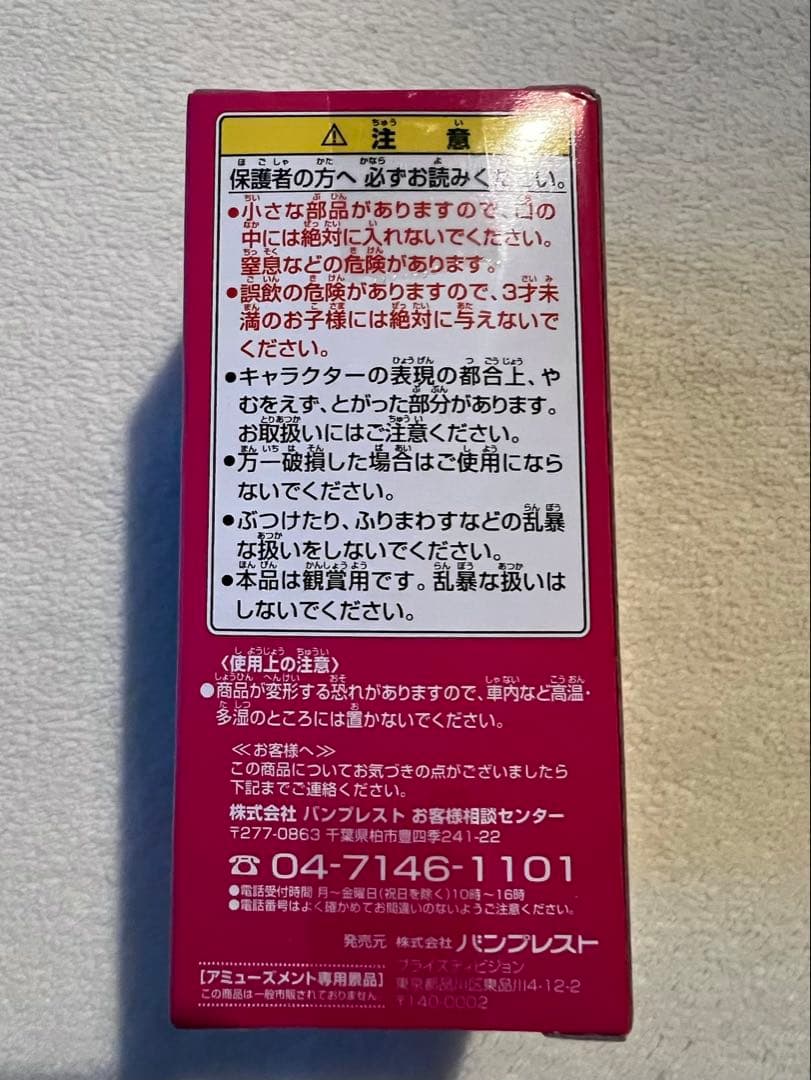 ⚠ 注意
保護者の方へ 必ずお読みください。
●小さな部品がありますので、口の
中には絶対に入れないでください。
窒息などの危険があります。
●誤飲の危険がありますので、3才未
満のお子様には絶対に与えないで
ください。
●キャラクターの表現の都合上、や
むをえず、とがった部分があります。
お取扱いにはご注意ください。
●万一破損した場合はご使用になら
ないでください。
●ぶつけたり、ふりまわすなどの乱暴
な扱いをしないでください。
●本品は観賞用です。乱暴な扱いは
しないでください。
〈使用上の注意〉
●商品が変形する恐れがありますので、車内など高温・
多湿のところには置かないでください。
≪お客様へ≫
この商品についてお気づきの点がございましたら
下記までご連絡ください。
株式会社 バンプレスト お客様相談センター
〒277-0863 千葉県柏市豊四季241-22
☎ 04-7146-1101
●電話受付時間 月〜金曜日(祝日を除く)10時〜16時
●電話番号はよく確かめてお間違いのないようご注意ください。
発売元 株式会社 バンプレスト
プライズディビジョン
東京都品川区東品川4-12-2
〒140-0002
[アミューズメント専用景品]
この商品は一般市販されておりません